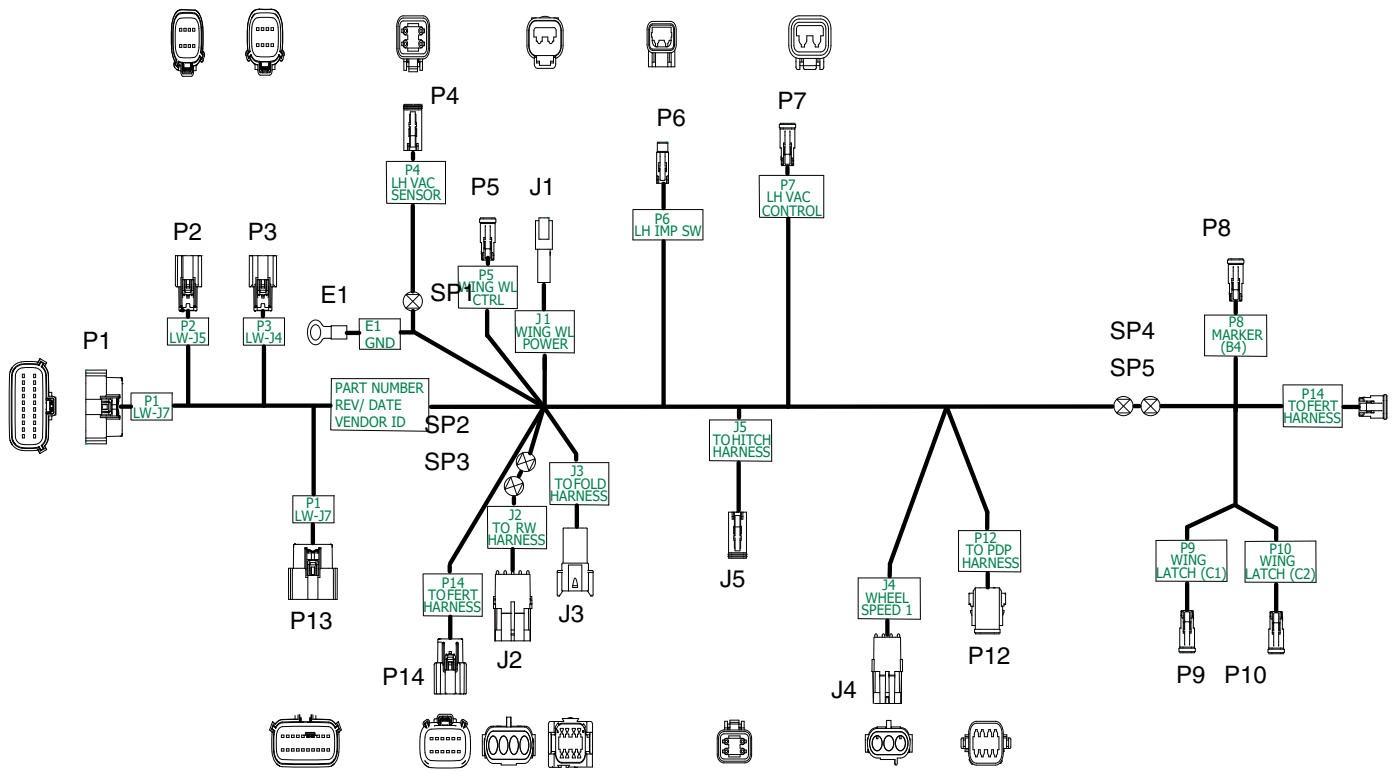 P4
P7
P6
P4
LH VAC
SENSOR
P5
J1
P7
LH VAC
CONTROL
P6
LH IMP SW
P2
P3
P8
E1
SP1
P5
WING WL
CTRL
P2
LW-J5
P3
LW-J4
E1
GND
J1
WING WL
POWER
SP4
P8
MARKER
(B4)
P1
SP5
P1
LW-J7
PART NUMBER
REV/ DATE
VENDOR ID
P14
TO FERT
HARNESS
SP2
J5
TO HITCH
HARNESS
SP3
J3
TO FOLD
HARNESS
P1
LW-J7
J2
TO RW
HARNESS
P12
TO PDP
HARNESS
P9
WING
LATCH (C1)
P10
WING
LATCH (C2)
J5
P14
TO FERT
HARNESS
J4
WHEEL
SPEED 1
P13
J3
J2
P12
P14
J4
P9
P10